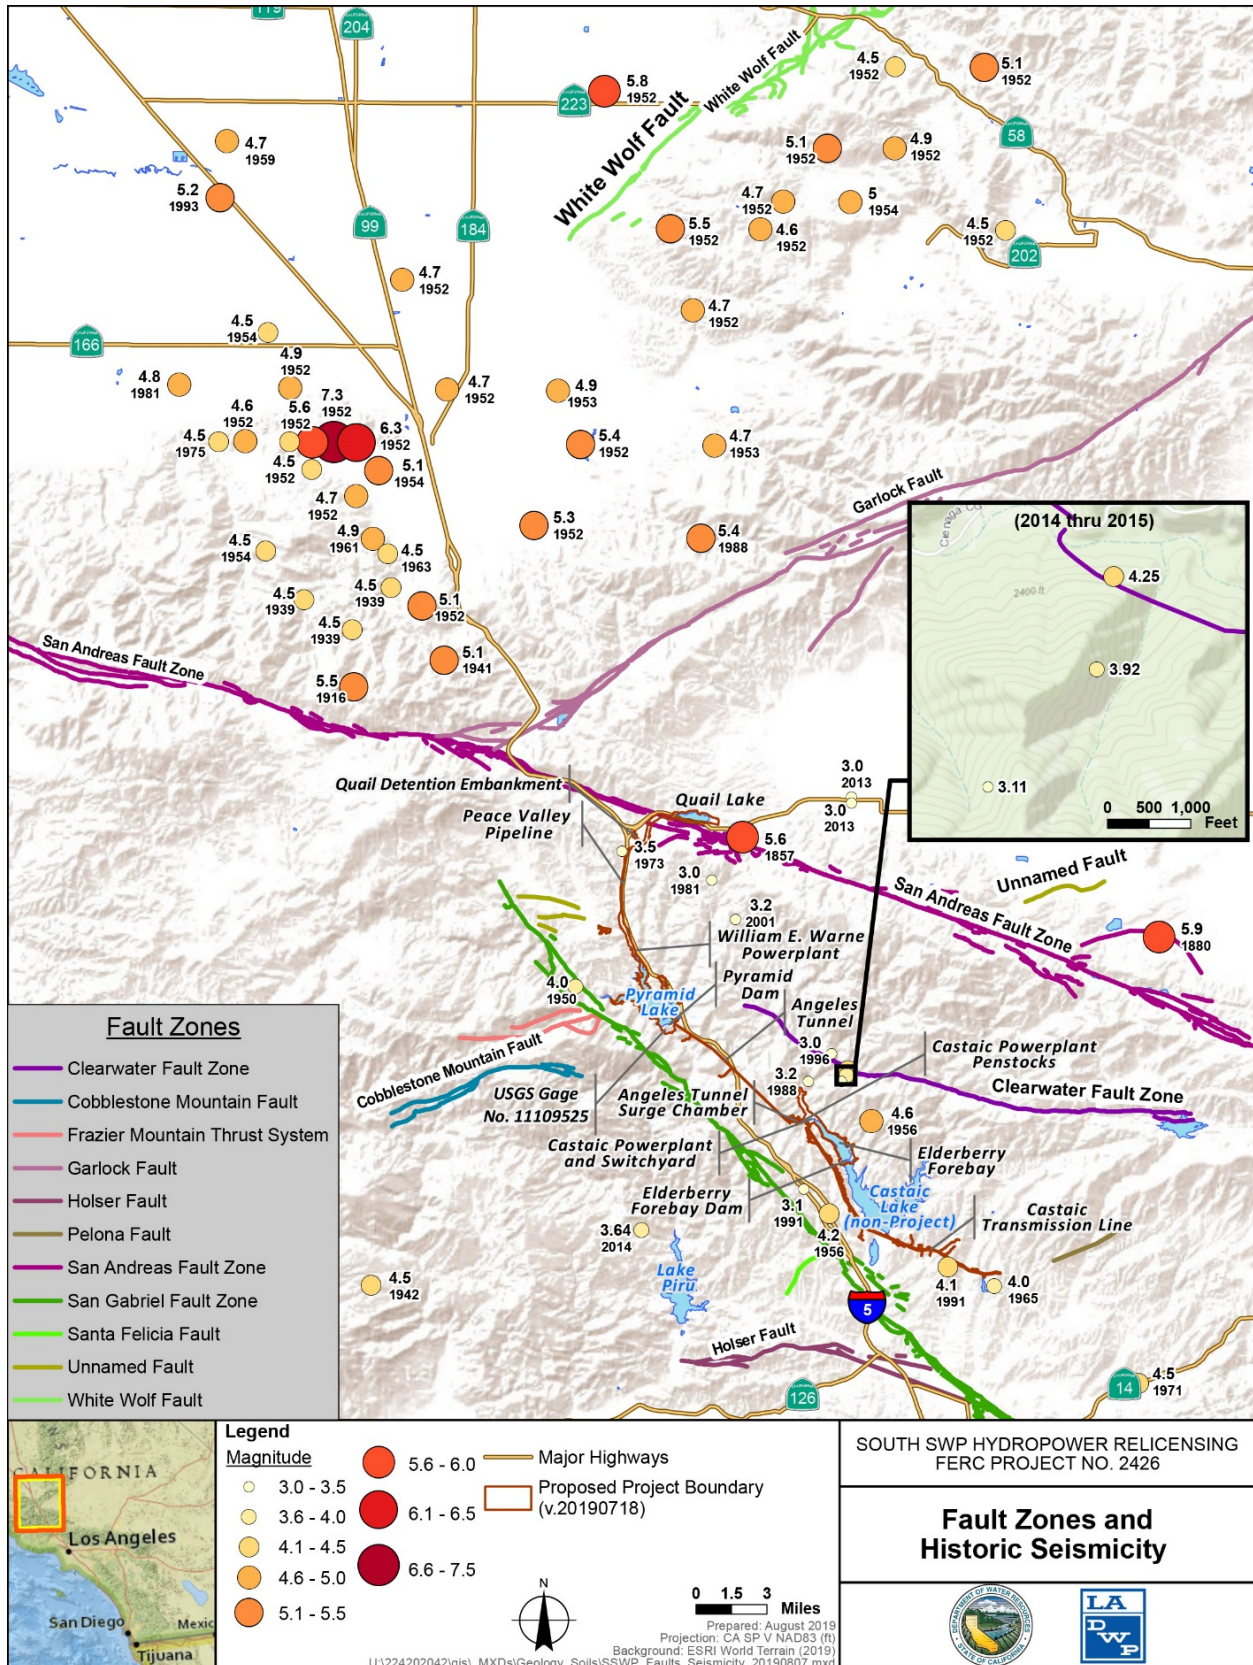 119
CALIFORNIA
204
White Wolf Fault
4.5
1952
5.1
1952
5.8
1952
CALIFORNIA
223
White Wolf Fault
CALIFORNIA
58
4.7
1959
5.1
1952
4.9
1952
5.2
1993
4.7
1952
5
1954
CALIFORNIA
99
CALIFORNIA
184
5.5
1952
4.6
1952
4.5
1952
CALIFORNIA
202
4.7
1952
4.7
1952
4.5
1954
CALIFORNIA
166
4.9
1952
4.8
1981
4.7
1952
4.9
1953
7.3
1952
4.6
1952
5.6
1952
6.3
1952
4.5
1975
5.4
1952
4.7
1953
4.5
1952
5.1
1954
Garlock Fault
4.7
1952
5.3
1952
5.4
1988
4.9
1961
4.5
1954
4.5
1963
4.5
1939
4.5
1939
5.1
1952
4.5
1939
San Andreas Fault Zone
5.1
1941
5.5
1916
(2014 thru 2015)
4.25
2400 ft
3.92
3.11
0 500 1,000
Feet
Quail Detention Embankment
Peace Valley
Pipeline
Quail Lake
3.0
2013
3.0
2013
3.5
1973
5.6
1857
3.0
1981
Unnamed Fault
San Andreas Fault Zone
3.2
2001
5.9
1880
William E. Warne
Powerplant
Pyramid
Dam
4.0
1950
Pyramid
Lake
Angeles
Tunnel
3.0
1996
Castaic Powerplant
Penstocks
Cobblestone Mountain Fault
3.2
1988
Clearwater Fault Zone
USGS Gage
No. 11109525
Angeles Tunnel
Surge Chamber
4.6
1956
Castaic Powerplant
and Switchyard
Elderberry
Forebay
Elderberry
Forebay Dam
3.1
1991
Castaic
Lake
(non-Project)
Castaic
Transmission Line
3.64
2014
4.2
1956
Lake
Piru
4.5
1942
4.1
1991
4.0
1965
5
Holser Fault
CALIFORNIA
126
CALIFORNIA
14
4.5
1971
Fault Zones
Clearwater Fault Zone
Cobblestone Mountain Fault
Frazier Mountain Thrust System
Garlock Fault
Holser Fault
Pelona Fault
San Andreas Fault Zone
San Gabriel Fault Zone
Santa Felicia Fault
Unnamed Fault
White Wolf Fault
CALIFORNIA
Los Angeles
San Diego
Tijuana
Legend
Magnitude
3.0 - 3.5
3.6 - 4.0
4.1 - 4.5
4.6 - 5.0
5.1 - 5.5
5.6 - 6.0
6.1 - 6.5
6.6 - 7.5
Major Highways
Proposed Project Boundary
(v.20190718)
N
0 1.5 3
Miles
Prepared: August 2019
Projection: CA SP V NAD83 (ft)
Background: ESRI World Terrain (2019)
SOUTH SWP HYDROPOWER RELICENSING
FERC PROJECT NO. 2426
Fault Zones and
Historic Seismicity
DEPARTMENT OF WATER RESOURCES
STATE OF CALIFORNIA
LA
DWP